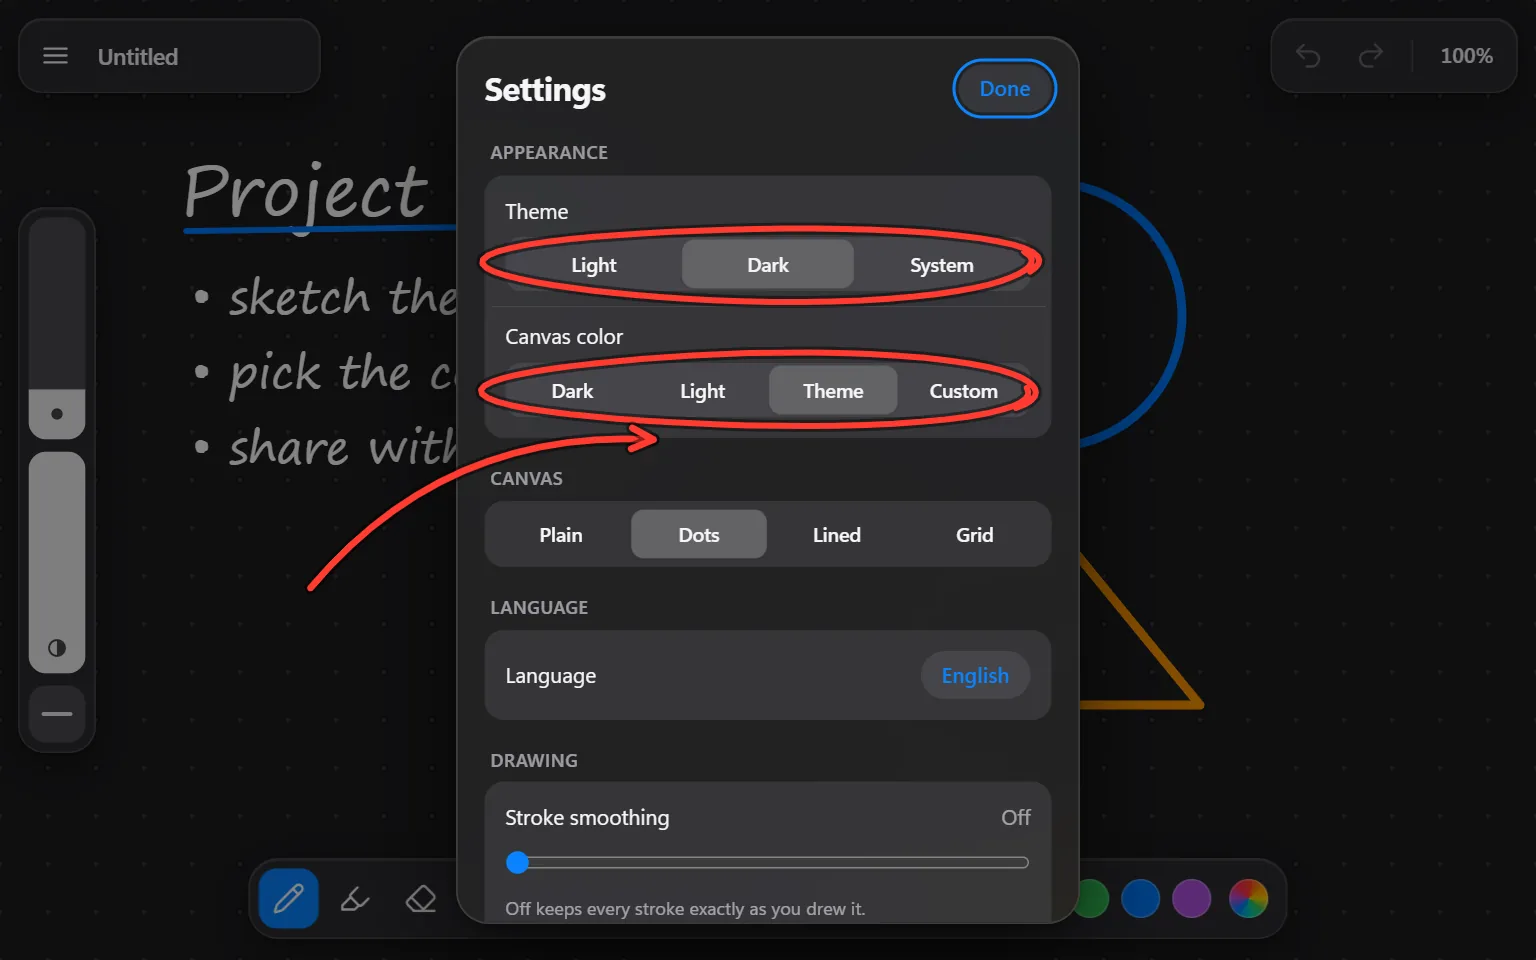 Untitled
100%
Settings
Done
APPEARANCE
Theme
Light Dark System
Canvas color
Dark Light Theme Custom
CANVAS
Plain Dots Lined Grid
LANGUAGE
Language English
DRAWING
Stroke smoothing Off
Off keeps every stroke exactly as you drew it.
Project
• sketch the
• pick the c
• share with